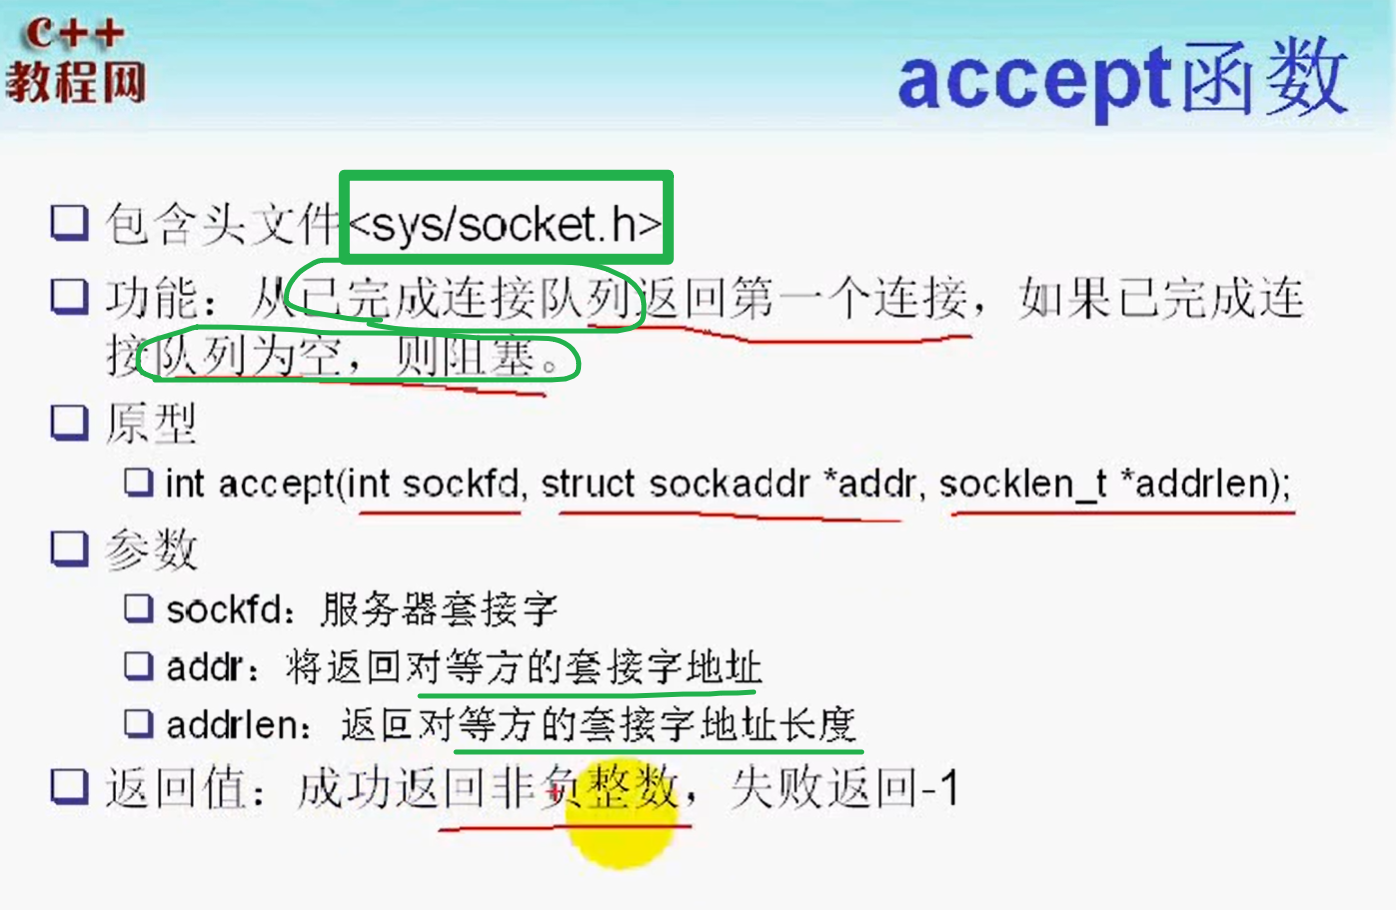 C++
教程网
accept函数
包含头文件<sys/socket.h>
功能：从已完成连接队列返回第一个连接，如果已完成连
接队列为空，则阻塞。
原型
int accept(int sockfd, struct sockaddr *addr, socklen_t *addrlen);
参数
sockfd：服务器套接字
addr：将返回对等方的套接字地址
addrlen：返回对等方的套接字地址长度
返回值：成功返回非负整数，失败返回-1